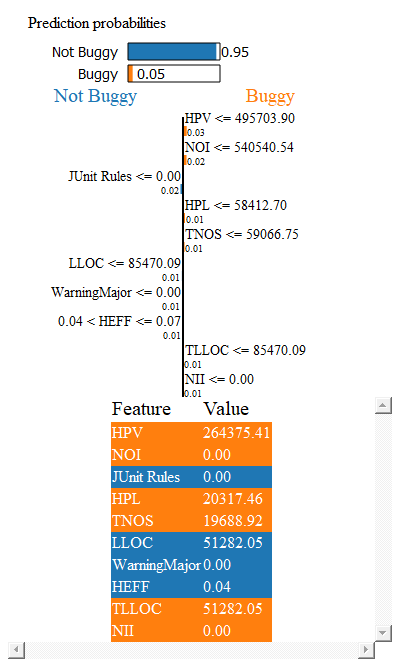 Prediction probabilities
Not Buggy 0.95
Buggy 0.05
Not Buggy Buggy
HPV <= 495703.90
0.03
NOI <= 540540.54
0.02
JUnit Rules <= 0.00
0.02
HPL <= 58412.70
0.01
TNOS <= 59066.75
0.01
LLOC <= 85470.09
0.01
WarningMajor <= 0.00
0.01
0.04 < HEFF <= 0.07
0.01
TLLOC <= 85470.09
0.01
NII <= 0.00
0.01
Feature Value
HPV 264375.41
NOI 0.00
JUnit Rules 0.00
HPL 20317.46
TNOS 19688.92
LLOC 51282.05
WarningMajor 0.00
HEFF 0.04
TLLOC 51282.05
NII 0.00